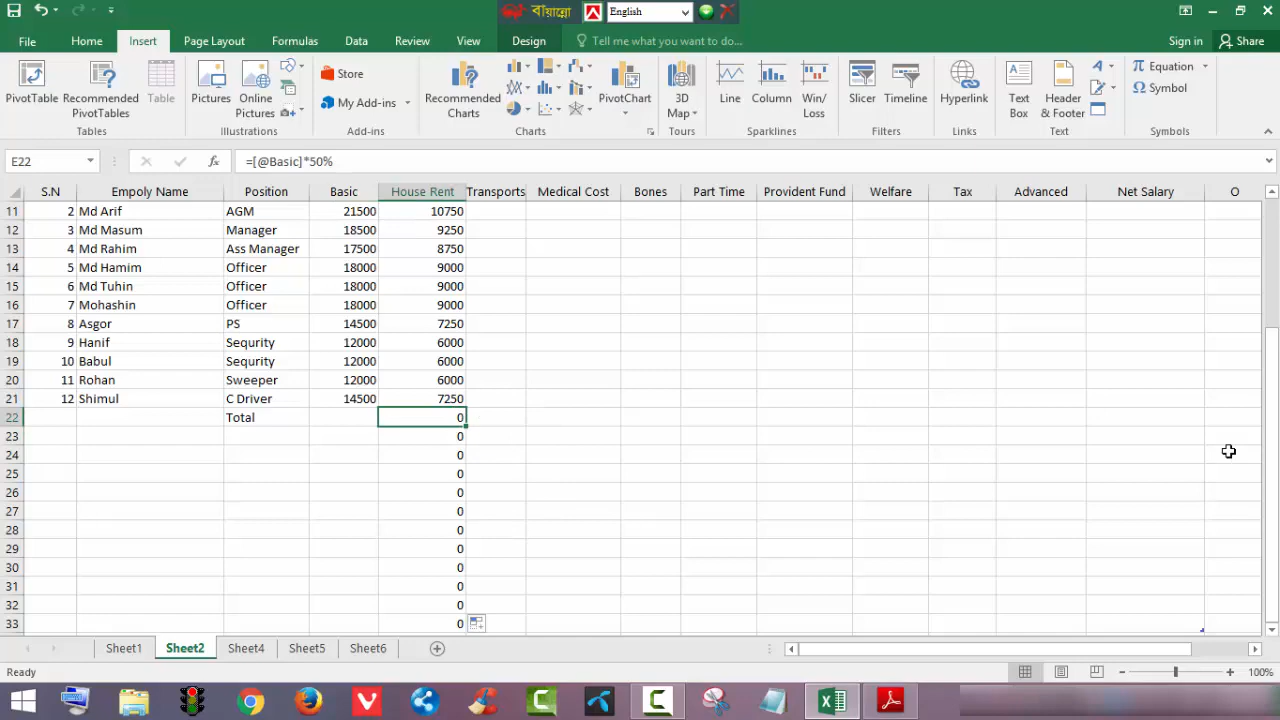 বায়ান্নো English
File Home Insert Page Layout Formulas Data Review View Design Tell me what you want to do... Sign in Share
PivotTable Recommended PivotTables Table Pictures Online Pictures Store My Add-ins Recommended Charts PivotChart 3D Map Line Column Win/Loss Slicer Timeline Hyperlink Text Box Header & Footer Equation Symbol
Tables Illustrations Add-ins Charts Tours Sparklines Filters Links Text Symbols
E22 fx =[@Basic]*50%
S.N Empoly Name Position Basic House Rent Transports Medical Cost Bones Part Time Provident Fund Welfare Tax Advanced Net Salary O
11 2 Md Arif AGM 21500 10750
12 3 Md Masum Manager 18500 9250
13 4 Md Rahim Ass Manager 17500 8750
14 5 Md Hamim Officer 18000 9000
15 6 Md Tuhin Officer 18000 9000
16 7 Mohashin Officer 18000 9000
17 8 Asgor PS 14500 7250
18 9 Hanif Sequrity 12000 6000
19 10 Babul Sequrity 12000 6000
20 11 Rohan Sweeper 12000 6000
21 12 Shimul C Driver 14500 7250
22 Total 0
23 0
24 0
25 0
26 0
27 0
28 0
29 0
30 0
31 0
32 0
33 0
Sheet1 Sheet2 Sheet4 Sheet5 Sheet6
Ready 100%